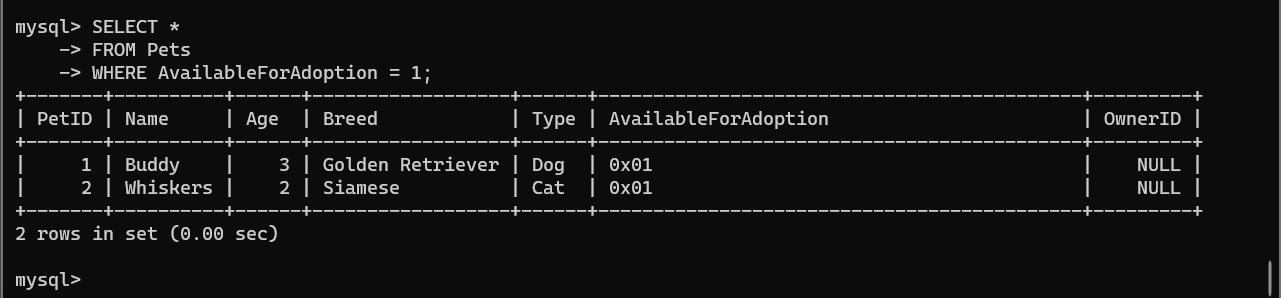 mysql> SELECT *
    -> FROM Pets
    -> WHERE AvailableForAdoption = 1;
+-------+----------+------+------------------+------+--------------------------------------------+---------+
| PetID | Name     | Age  | Breed            | Type | AvailableForAdoption                       | OwnerID |
+-------+----------+------+------------------+------+--------------------------------------------+---------+
|     1 | Buddy    |    3 | Golden Retriever | Dog  | 0x01                                       |    NULL |
|     2 | Whiskers |    2 | Siamese          | Cat  | 0x01                                       |    NULL |
+-------+----------+------+------------------+------+--------------------------------------------+---------+
2 rows in set (0.00 sec)

mysql>